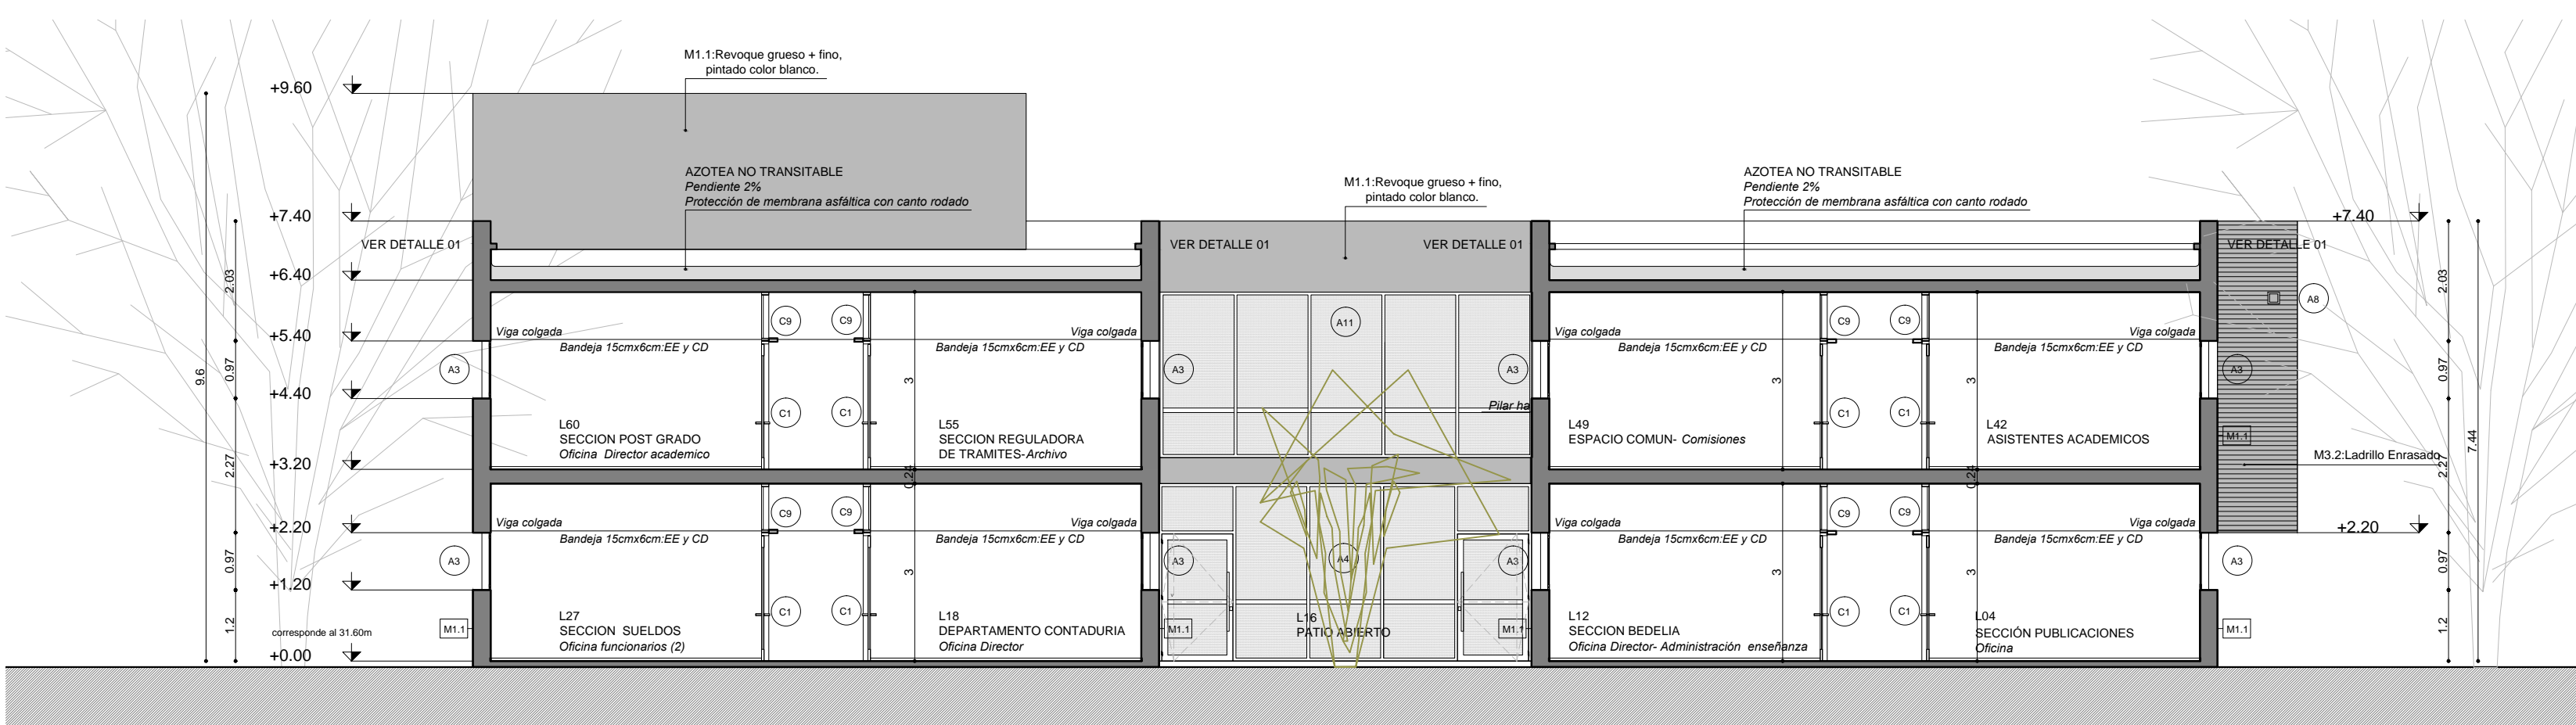 M1.1:Revoque grueso + fino,
pintado color blanco.
+9.60
AZOTEA NO TRANSITABLE
Pendiente 2%
Protección de membrana asfáltica con canto rodado
M1.1:Revoque grueso + fino,
pintado color blanco.
AZOTEA NO TRANSITABLE
Pendiente 2%
Protección de membrana asfáltica con canto rodado
+7.40
+7.40
VER DETALLE 01
VER DETALLE 01
VER DETALLE 01
VER DETALLE 01
+6.40
2.03
2.03
A8
C9
C9
A11
C9
C9
+5.40
Viga colgada
Viga colgada
Viga colgada
Viga colgada
Bandeja 15cmx6cm:EE y CD
Bandeja 15cmx6cm:EE y CD
Bandeja 15cmx6cm:EE y CD
Bandeja 15cmx6cm:EE y CD
9.6
0.97
A3
3
A3
A3
3
3
A3
0.97
+4.40
C1
C1
Pilar ha
C1
C1
L60
SECCION POST GRADO
Oficina Director academico
L55
SECCION REGULADORA
DE TRAMITES-Archivo
L49
ESPACIO COMUN- Comisiones
L42
ASISTENTES ACADEMICOS
M1.1
7.44
M3.2:Ladrillo Enrasado
+3.20
2.27
0.24
0.24
2.27
C9
C9
C9
C9
+2.20
Viga colgada
Viga colgada
Viga colgada
Viga colgada
+2.20
Bandeja 15cmx6cm:EE y CD
Bandeja 15cmx6cm:EE y CD
Bandeja 15cmx6cm:EE y CD
Bandeja 15cmx6cm:EE y CD
0.97
A3
3
A3
A4
A3
3
3
A3
0.97
+1.20
C1
C1
C1
C1
1.2
corresponde al 31.60m
M1.1
L27
SECCION SUELDOS
Oficina funcionarios (2)
L18
DEPARTAMENTO CONTADURIA
Oficina Director
M1.1
L16
PATIO ABIERTO
M1.1
L12
SECCION BEDELIA
Oficina Director- Administración enseñanza
L04
SECCIÓN PUBLICACIONES
Oficina
M1.1
1.2
+0.00